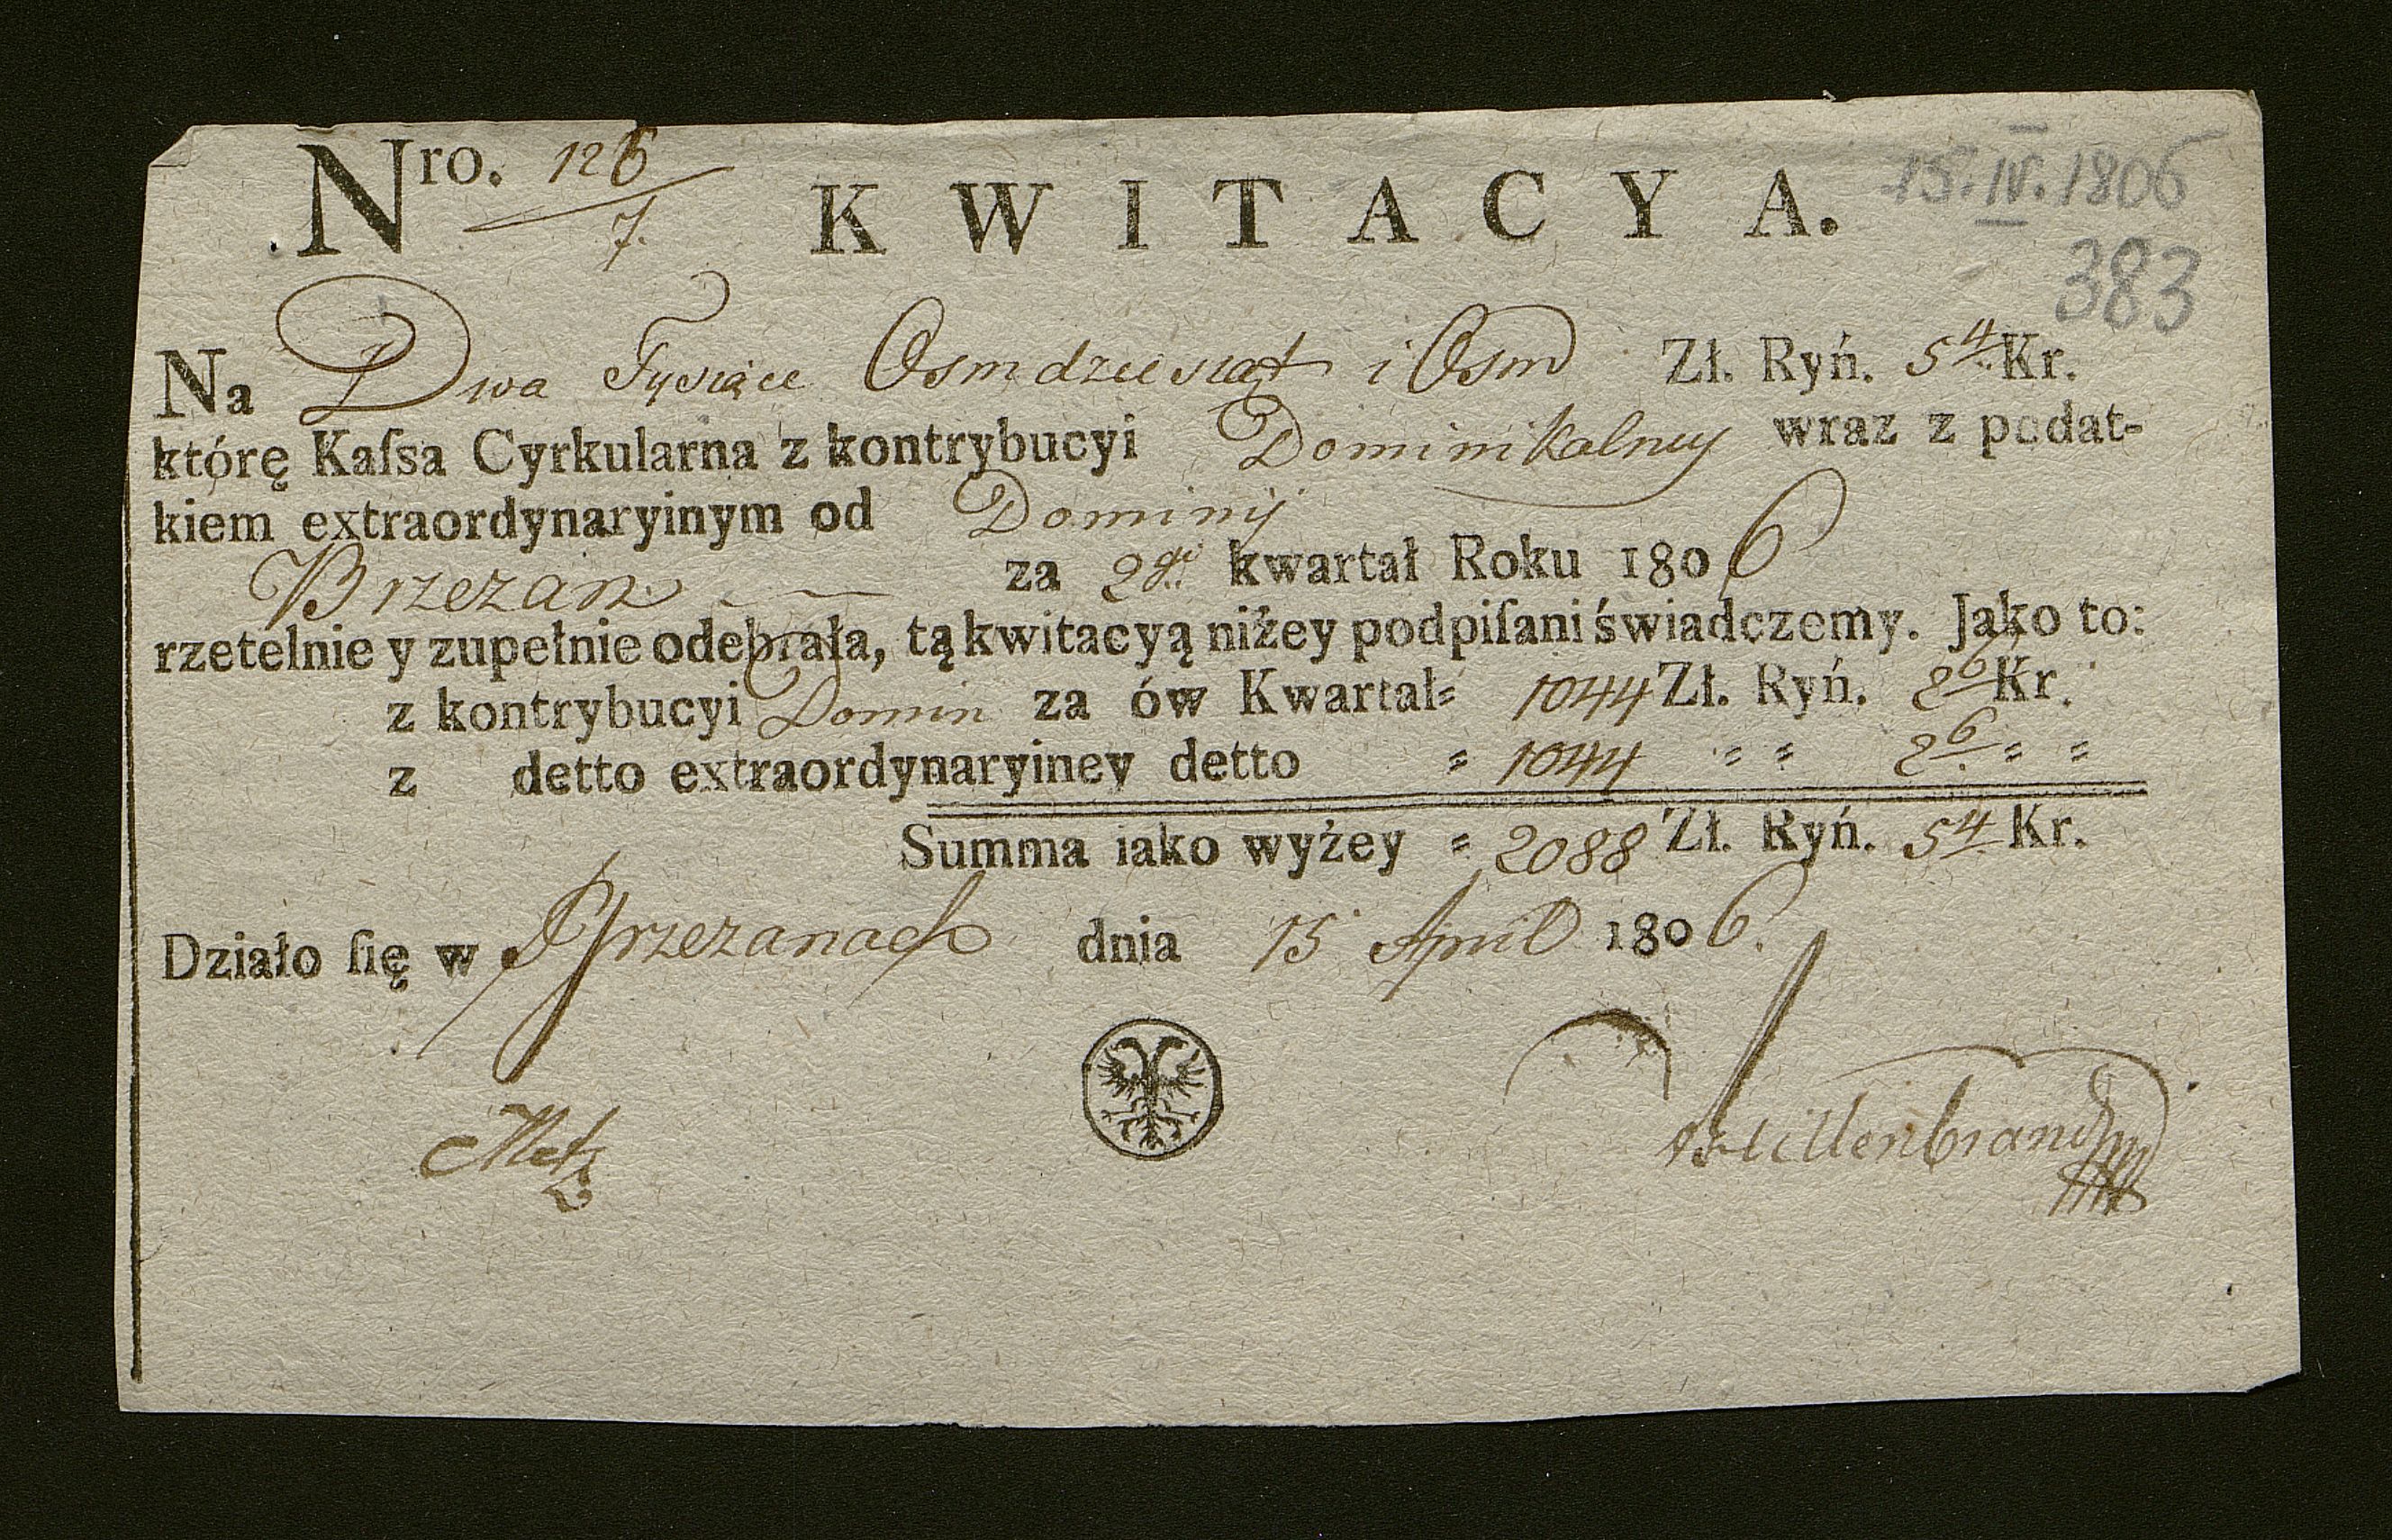 Nro. 126/7. KWITACYA. 15.IV.1806
383
Na Dwa Tysiące Osmdziesiąt i Osm Zł. Ryń. 54 Kr.
którę Kaſsa Cyrkularna z kontrybucyi Dominikalney wraz z podat-
kiem extraordynaryinym od Dominij
Brzezan za 2gi kwartał Roku 1806
rzetelnie y zupełnie odebrała, tą kwitacyą niżey podpiſani świadczemy. Jako to:
z kontrybucyi Domin za ów Kwartał= 1044 Zł. Ryń. 26 Kr.
z detto extraordynaryiney detto = 1044 = = 26. = =
Summa iako wyżey = 2088 Zł. Ryń. 54 Kr.
Działo ſię w Brzezanach dnia 15 April 1806.
Metz